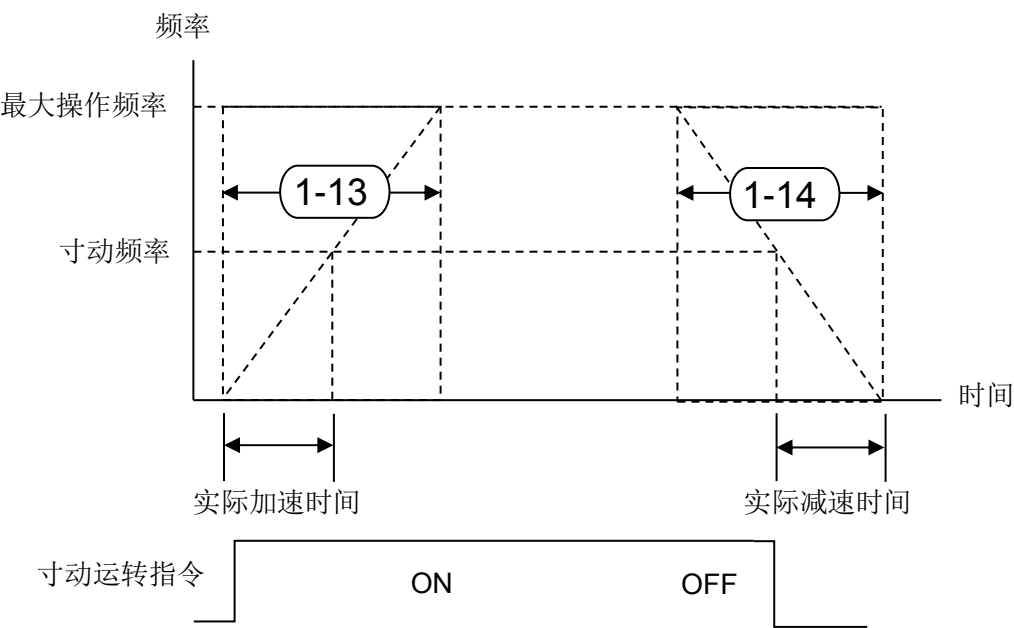 频率
最大操作频率
1-13
1-14
寸动频率
时间
实际加速时间
实际减速时间
寸动运转指令
ON
OFF